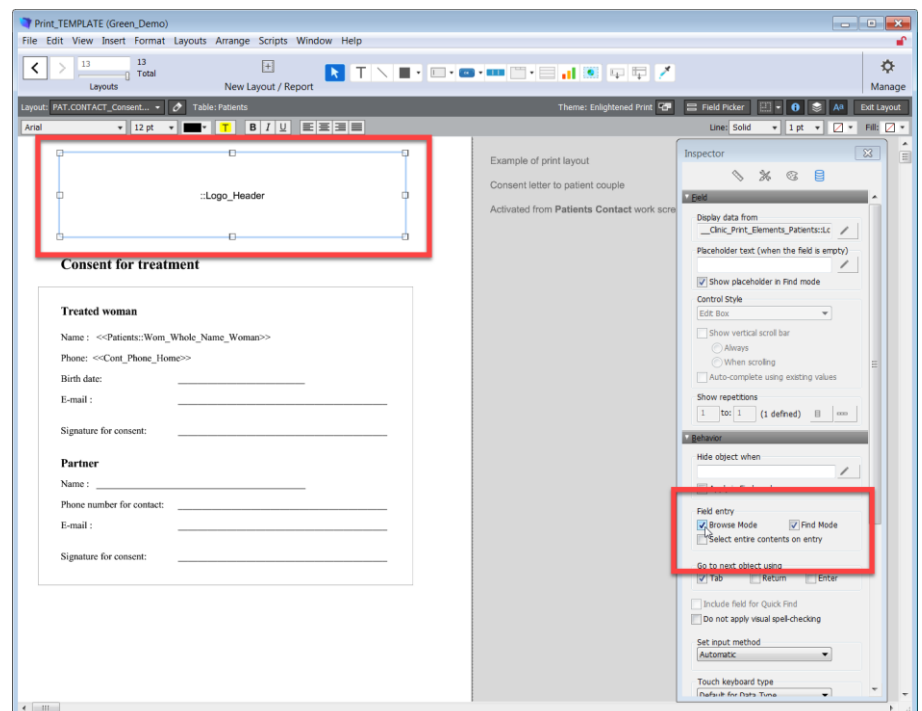 Print_TEMPLATE (Green_Demo)
File Edit View Insert Format Layouts Arrange Scripts Window Help
13
13
Total
Layouts
New Layout / Report
Manage
Layout: PAT.CONTACT_Consent...
Table: Patients
Theme: Enlightened Print
Field Picker
Aa
Exit Layout
Arial
12 pt
T
B I U
Line: Solid
1 pt
Fill:
::Logo_Header
Consent for treatment
Treated woman
Name : <<Patients::Wom_Whole_Name_Woman>>
Phone: <<Cont_Phone_Home>>
Birth date:
E-mail :
Signature for consent:
Partner
Name :
Phone number for contact:
E-mail :
Signature for consent:
Example of print layout
Consent letter to patient couple
Activated from Patients Contact work scre
Inspector
Field
Display data from
__Clinic_Print_Elements_Patients::Lc
Placeholder text (when the field is empty)
Show placeholder in Find mode
Control Style
Edit Box
Show vertical scroll bar
Always
When scrolling
Auto-complete using existing values
Show repetitions
1 to: 1 (1 defined)
Behavior
Hide object when
Field entry
Browse Mode
Find Mode
Select entire contents on entry
Go to next object using
Tab
Return
Enter
Include field for Quick Find
Do not apply visual spell-checking
Set input method
Automatic
Touch keyboard type
Default for Data Type